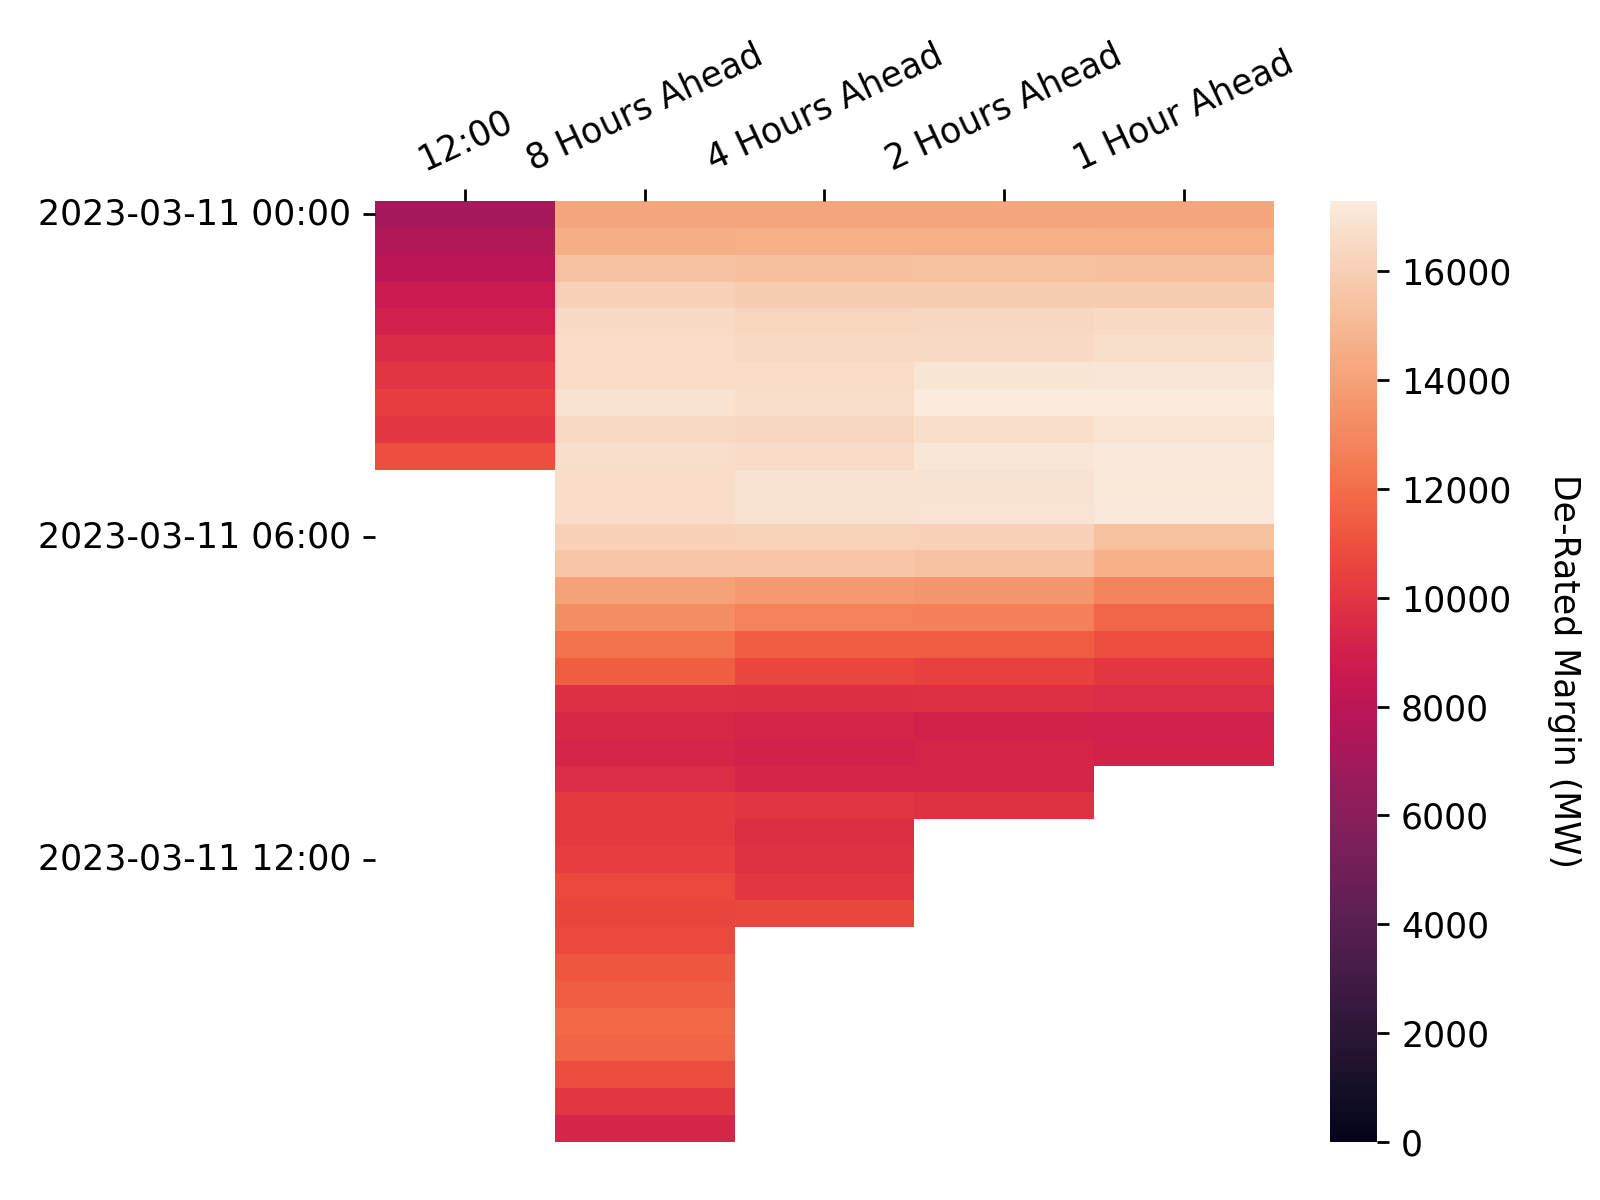 12:00
8 Hours Ahead
4 Hours Ahead
2 Hours Ahead
1 Hour Ahead
2023-03-11 00:00
2023-03-11 06:00
2023-03-11 12:00
16000
14000
12000
10000
8000
6000
4000
2000
0
De-Rated Margin (MW)